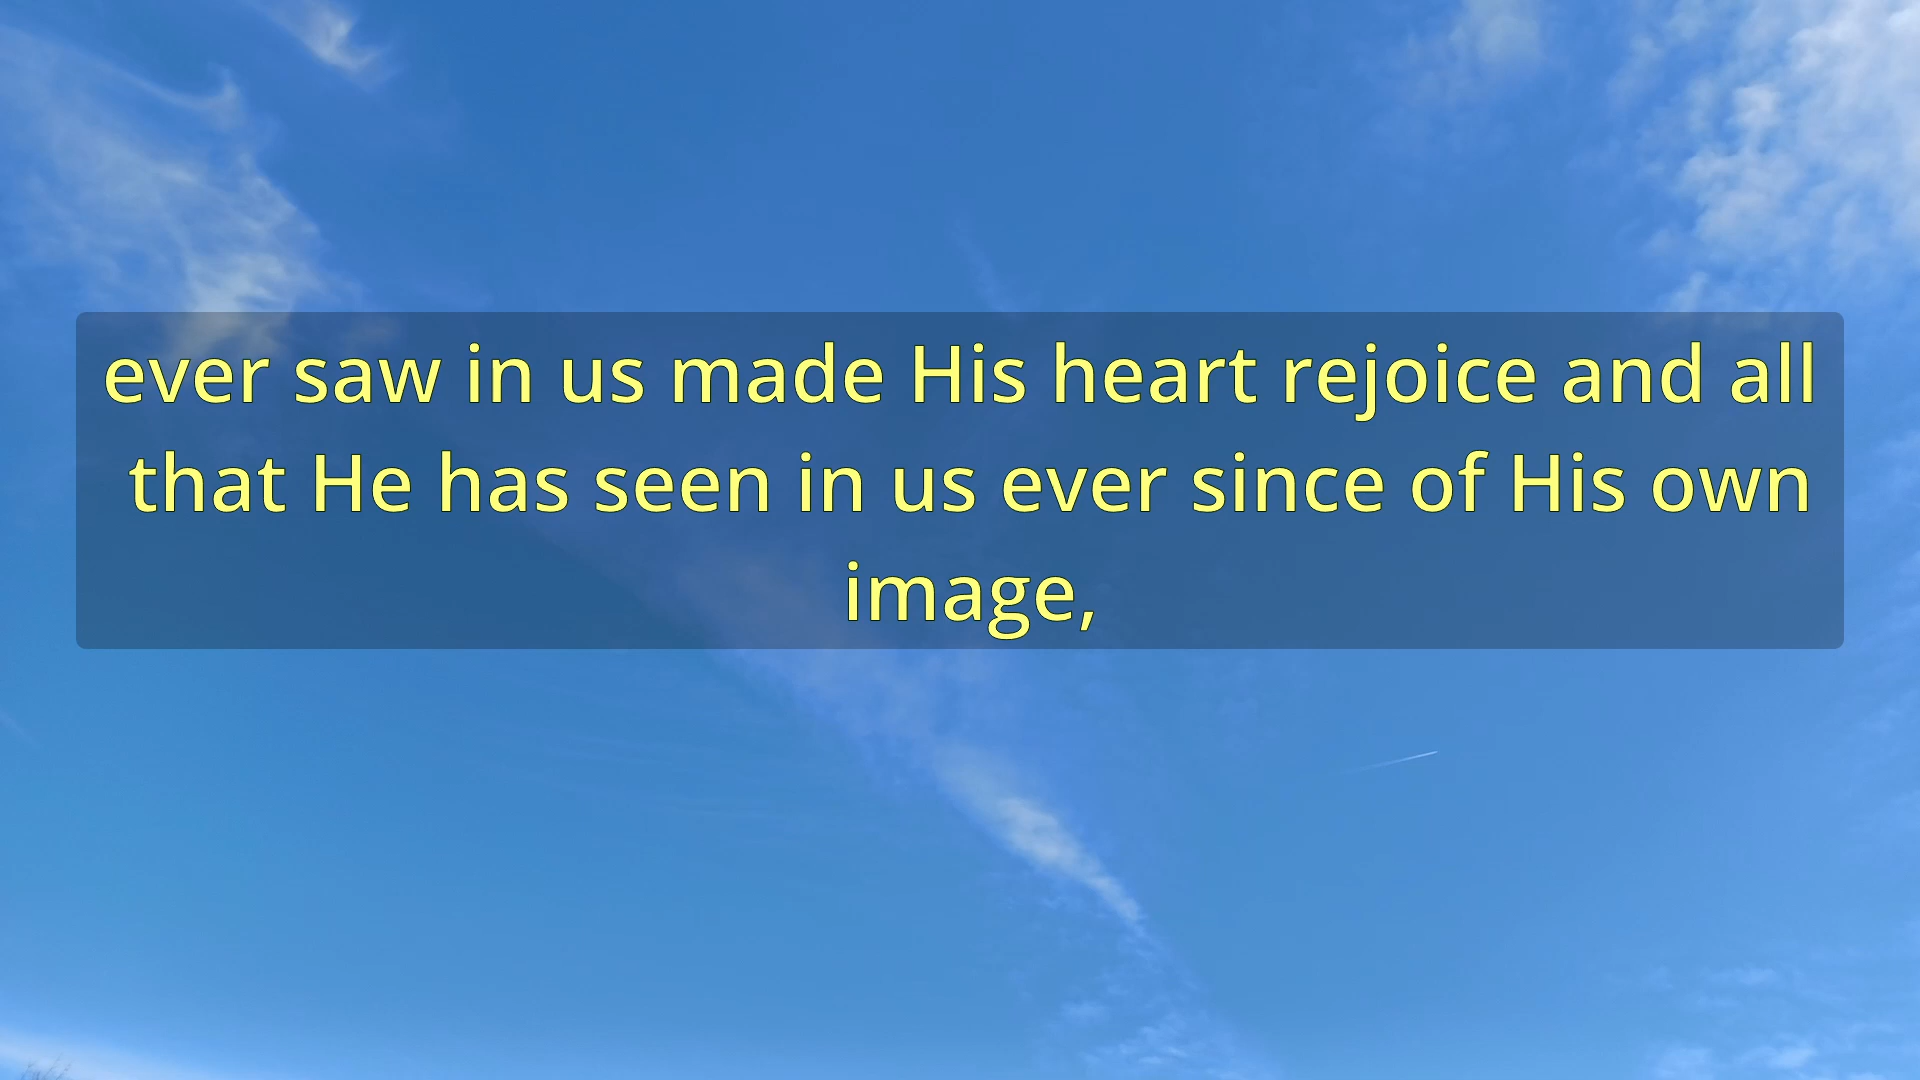 ever saw in us made His heart rejoice and all
that He has seen in us ever since of His own
image,